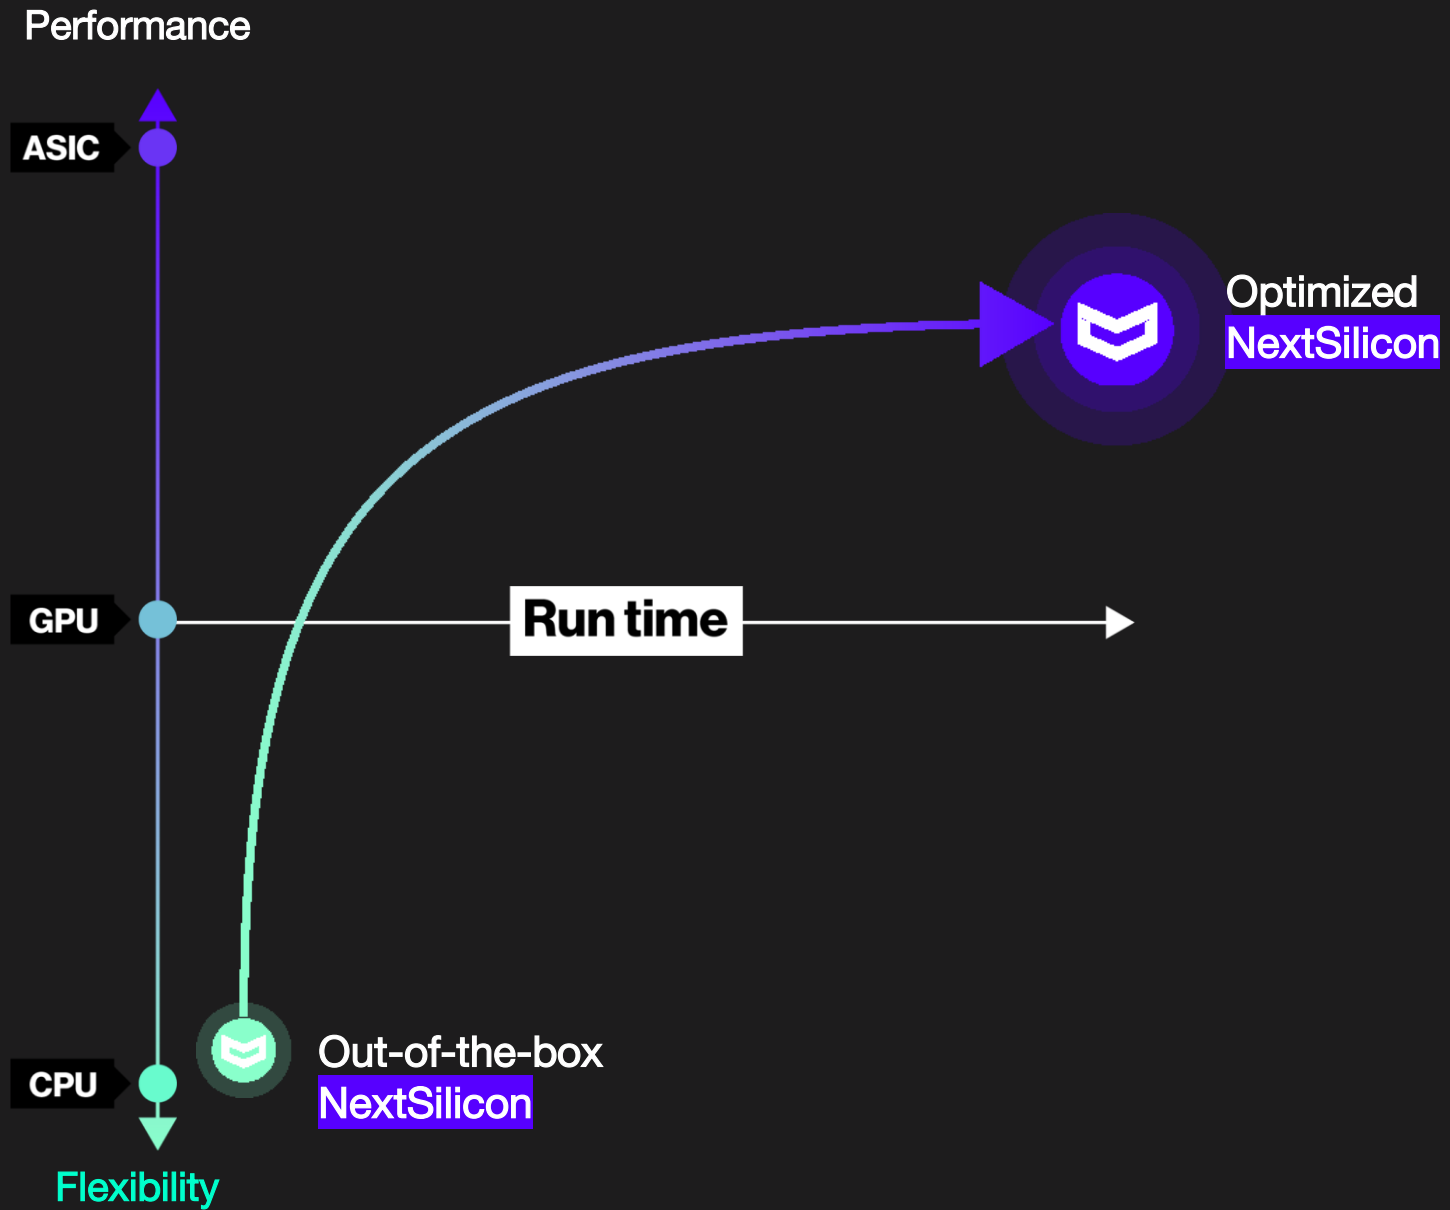 Performance
ASIC
Optimized
NextSilicon
GPU
Run time
Out-of-the-box
NextSilicon
CPU
Flexibility